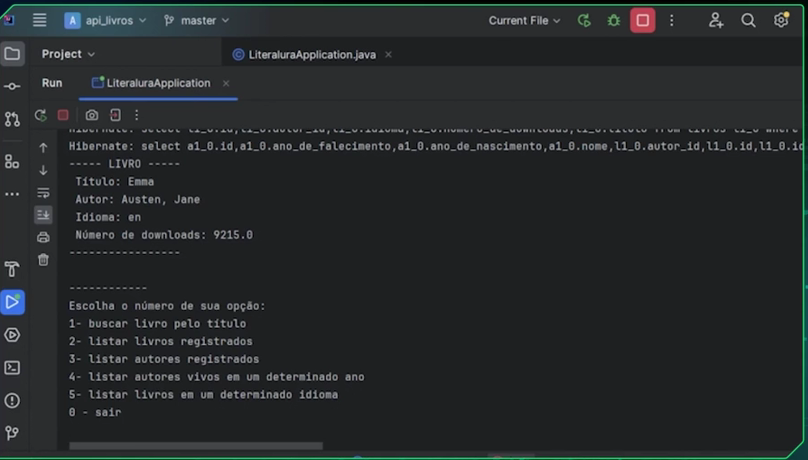 A api_livros master Current File
Project LiteraluraApplication.java
Run LiteraluraApplication
Hibernate: select l1_0.id,l1_0.autor_id,l1_0.idioma,l1_0.numero_de_downloads,l1_0.titulo from livros l1_0 where
Hibernate: select a1_0.id,a1_0.ano_de_falecimento,a1_0.ano_de_nascimento,a1_0.nome,l1_0.autor_id,l1_0.id,l1_0.id
----- LIVRO -----
Título: Emma
Autor: Austen, Jane
Idioma: en
Número de downloads: 9215.0
-----------------
------------
Escolha o número de sua opção:
1- buscar livro pelo título
2- listar livros registrados
3- listar autores registrados
4- listar autores vivos em um determinado ano
5- listar livros em um determinado idioma
0 - sair